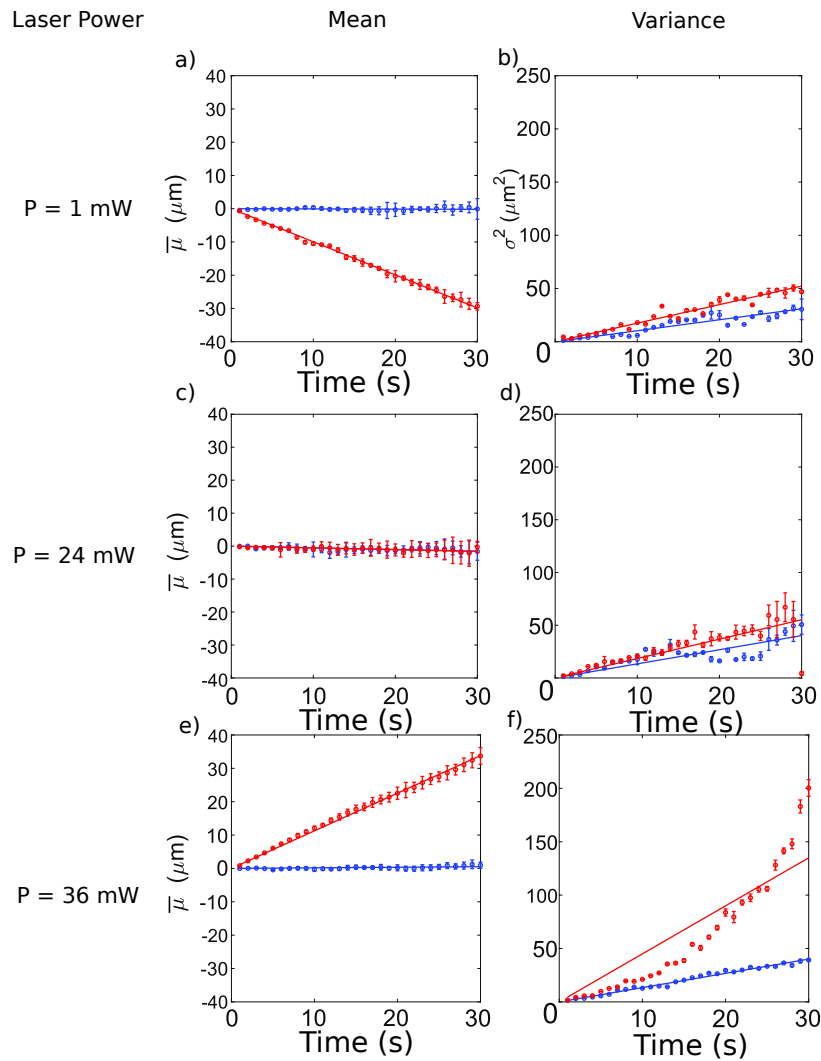 Laser Power Mean Variance
a) b)
40 250
30
20 200
10
P = 1 mW 0 150
μ̅ (μm) σ² (μm²)
-10 100
-20
-30 50
-40 0
0 10 20 30 10 20 30
Time (s) Time (s)
c) d)
40 250
30
20 200
10
P = 24 mW 0 150
μ̅ (μm)
-10 100
-20
-30 50
-40 0
0 10 20 30 10 20 30
Time (s) Time (s)
e) f)
40 250
30
20 200
10
0 150
P = 36 mW μ̅ (μm)
-10 100
-20
-30 50
-40 0
0 10 20 30 10 20 30
Time (s) Time (s)